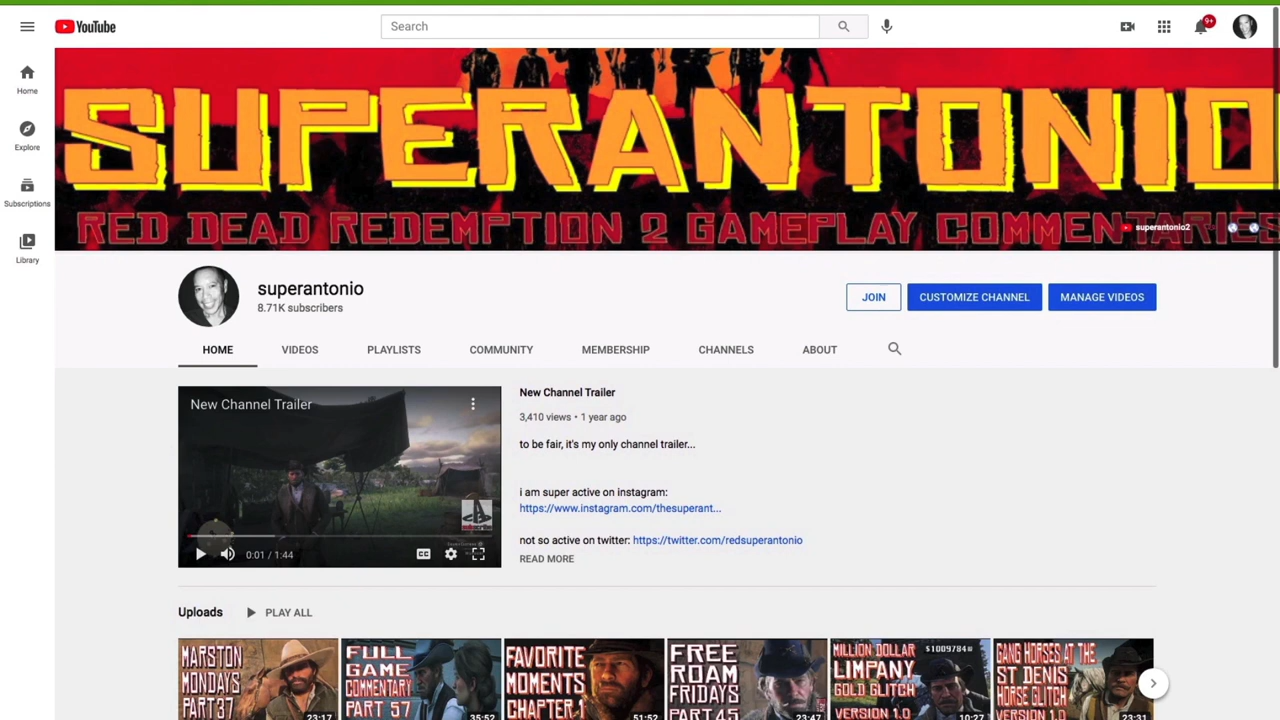 YouTube
Search
9+
Home
Explore
Subscriptions
Library
SUPERANTONIO
RED DEAD REDEMPTION 2 GAMEPLAY COMMENTARIES
superantonio2
superantonio
8.71K subscribers
JOIN
CUSTOMIZE CHANNEL
MANAGE VIDEOS
HOME
VIDEOS
PLAYLISTS
COMMUNITY
MEMBERSHIP
CHANNELS
ABOUT
New Channel Trailer
0:01 / 1:44
CC
New Channel Trailer
3,410 views • 1 year ago
to be fair, it's my only channel trailer...
i am super active on instagram:
https://www.instagram.com/thesuperant...
not so active on twitter: https://twitter.com/redsuperantonio
READ MORE
Uploads
PLAY ALL
MARSTON
MONDAYS
PART 37
23:17
FULL
GAME
COMMENTARY
PART 57
35:52
FAVORITE
MOMENTS
CHAPTER 1
51:52
FREE
ROAM
FRIDAYS
PART 45
23:47
MILLION DOLLAR
LIMPANY
GOLD GLITCH
VERSION 1.0
10:27
GANG HORSES AT THE
ST DENIS
HORSE GLITCH
VERSION 1.0
23:31